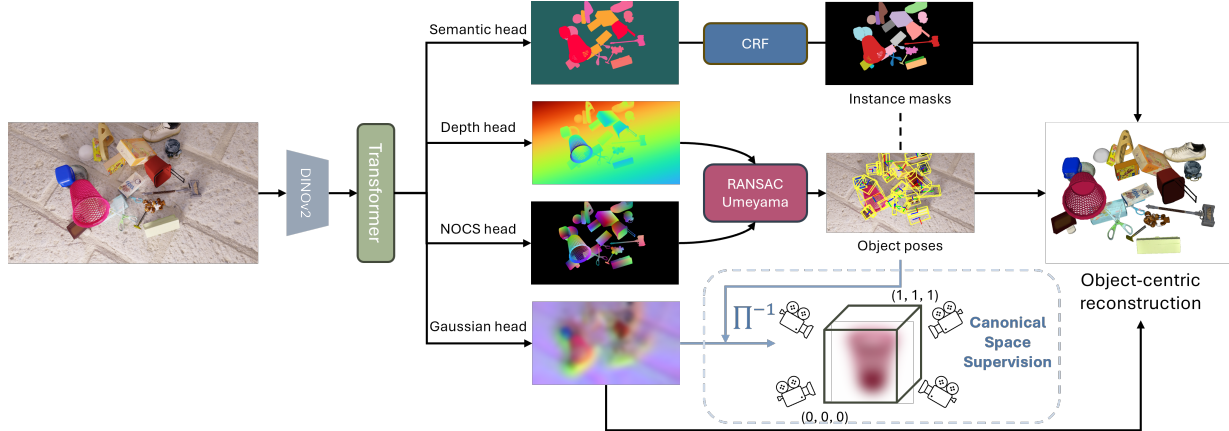 Semantic head
CRF
Instance masks
Depth head
DINOv2
Transformer
RANSAC
Umeyama
NOCS head
Object poses
Object-centric
reconstruction
Gaussian head
∏⁻¹
(1, 1, 1)
Canonical
Space
Supervision
(0, 0, 0)